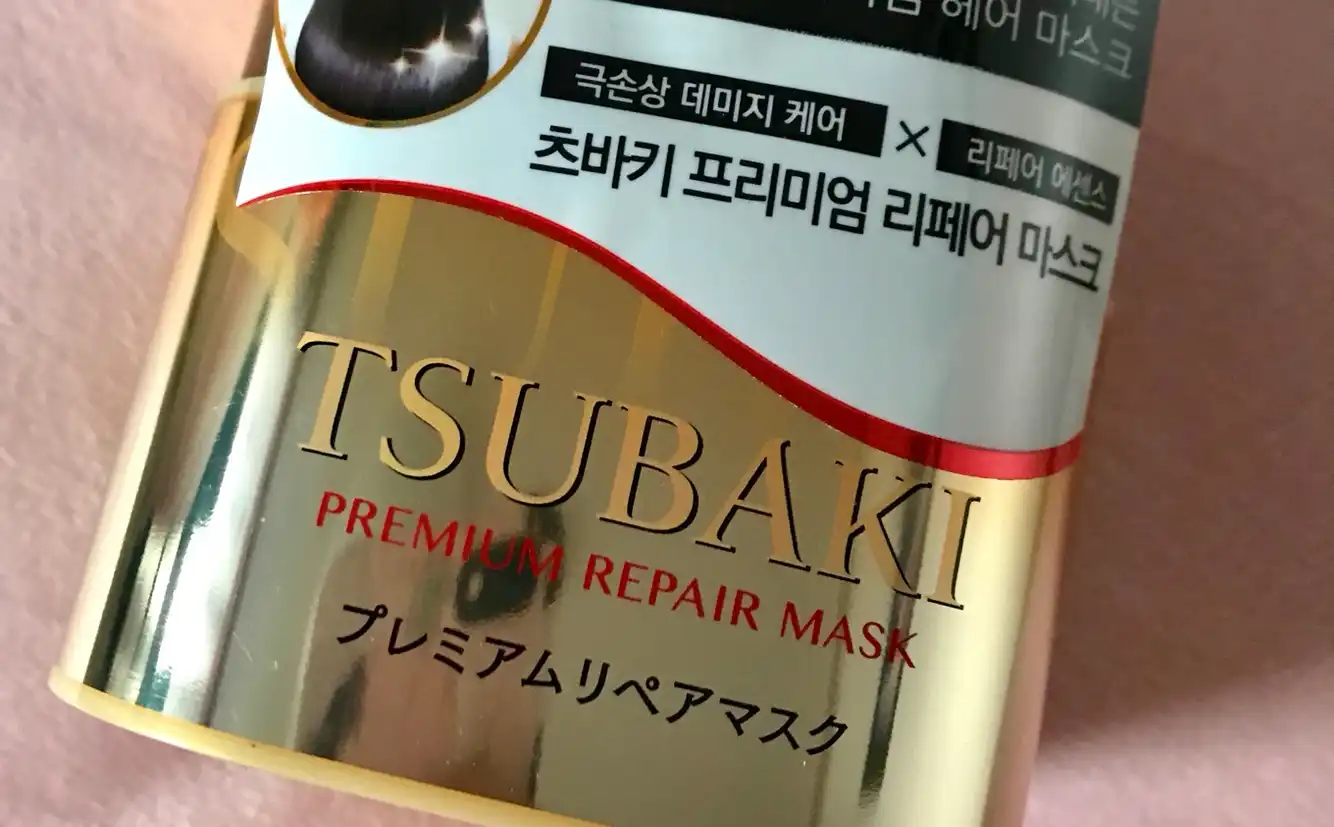 헤어 마스크
극손상 데미지 케어 × 리페어 에센스
츠바키 프리미엄 리페어 마스크
TSUBAKI
PREMIUM REPAIR MASK
プレミアムリペアマスク